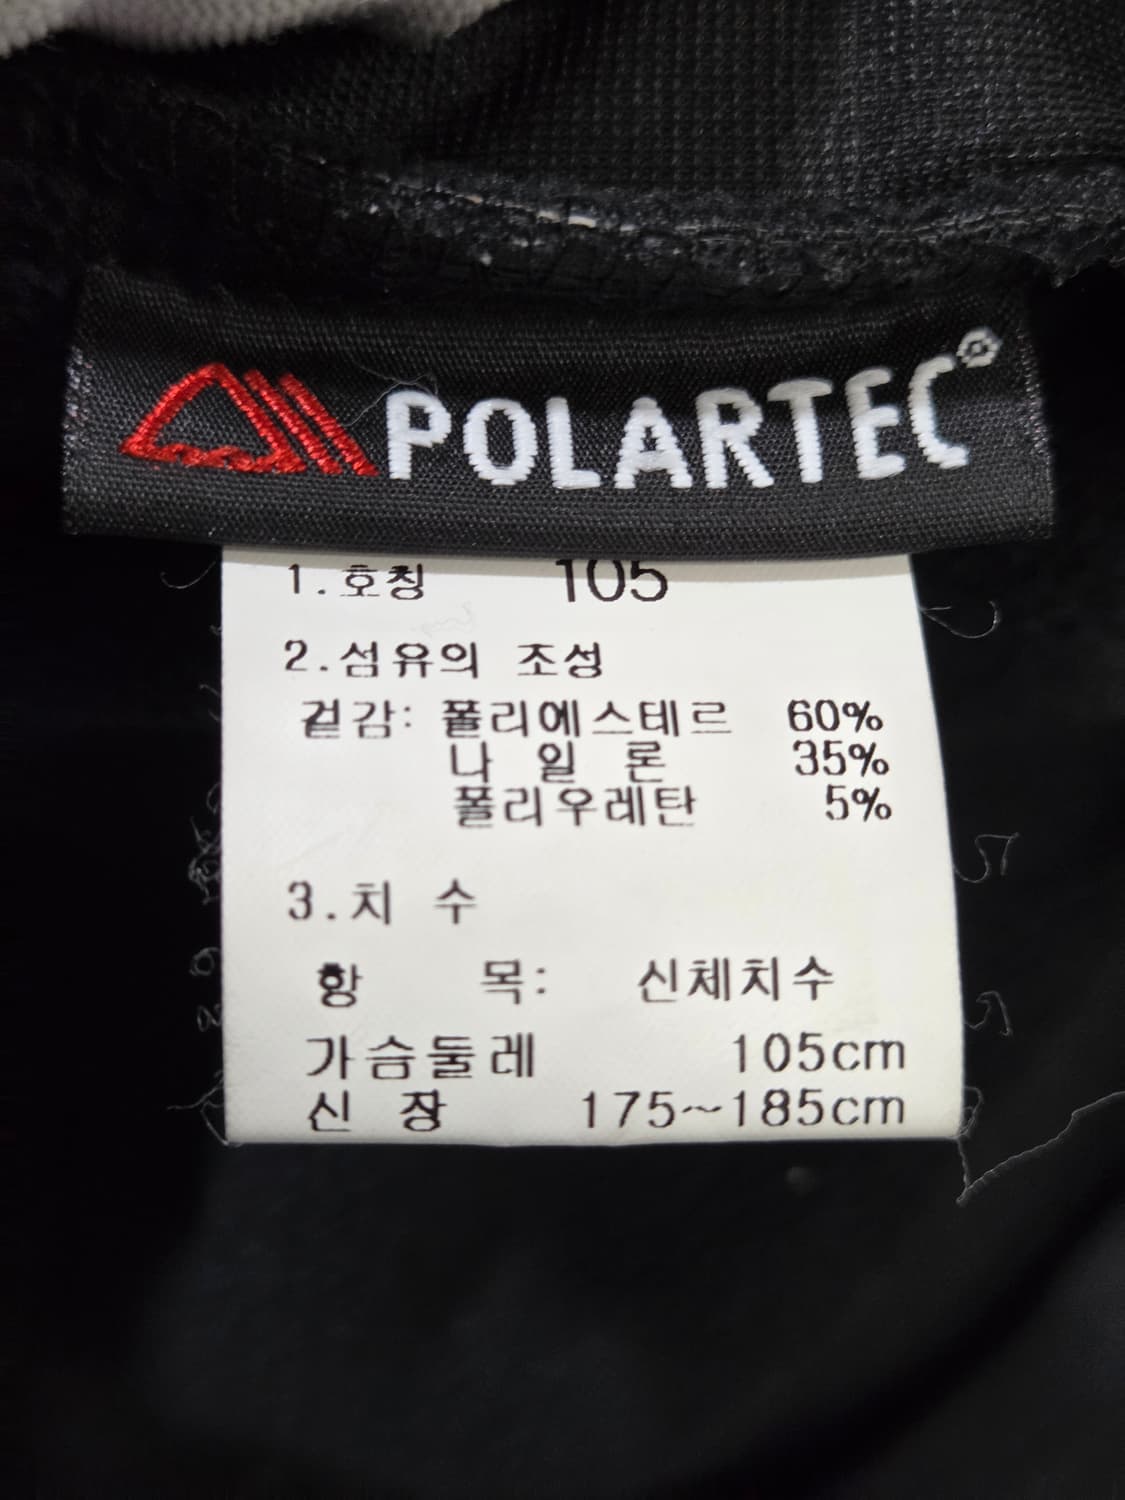 POLARTEC®
1.호칭 105
2.섬유의 조성
겉감: 폴리에스테르 60%
나 일 론 35%
폴리우레탄 5%
3.치 수
항 목: 신체치수
가슴둘레 105cm
신 장 175~185cm